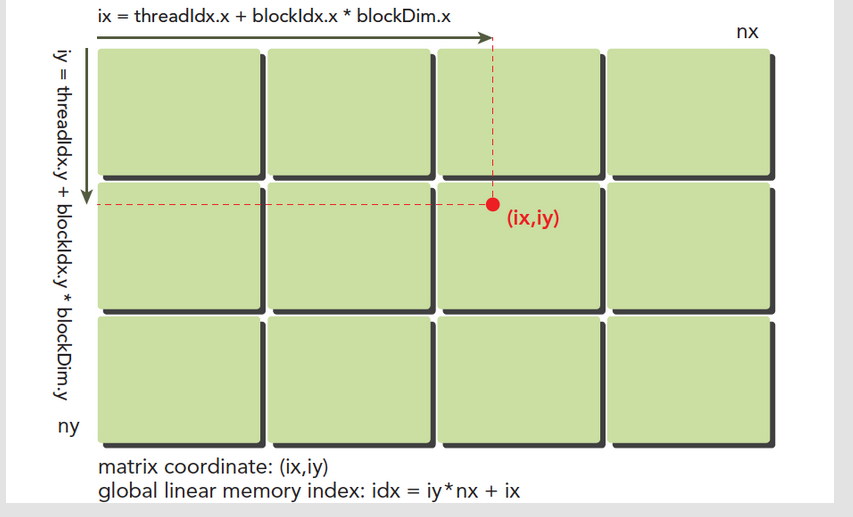 ix = threadIdx.x + blockIdx.x * blockDim.x
nx
iy = threadIdx.y + blockIdx.y * blockDim.y
(ix,iy)
ny
matrix coordinate: (ix,iy)
global linear memory index: idx = iy*nx + ix